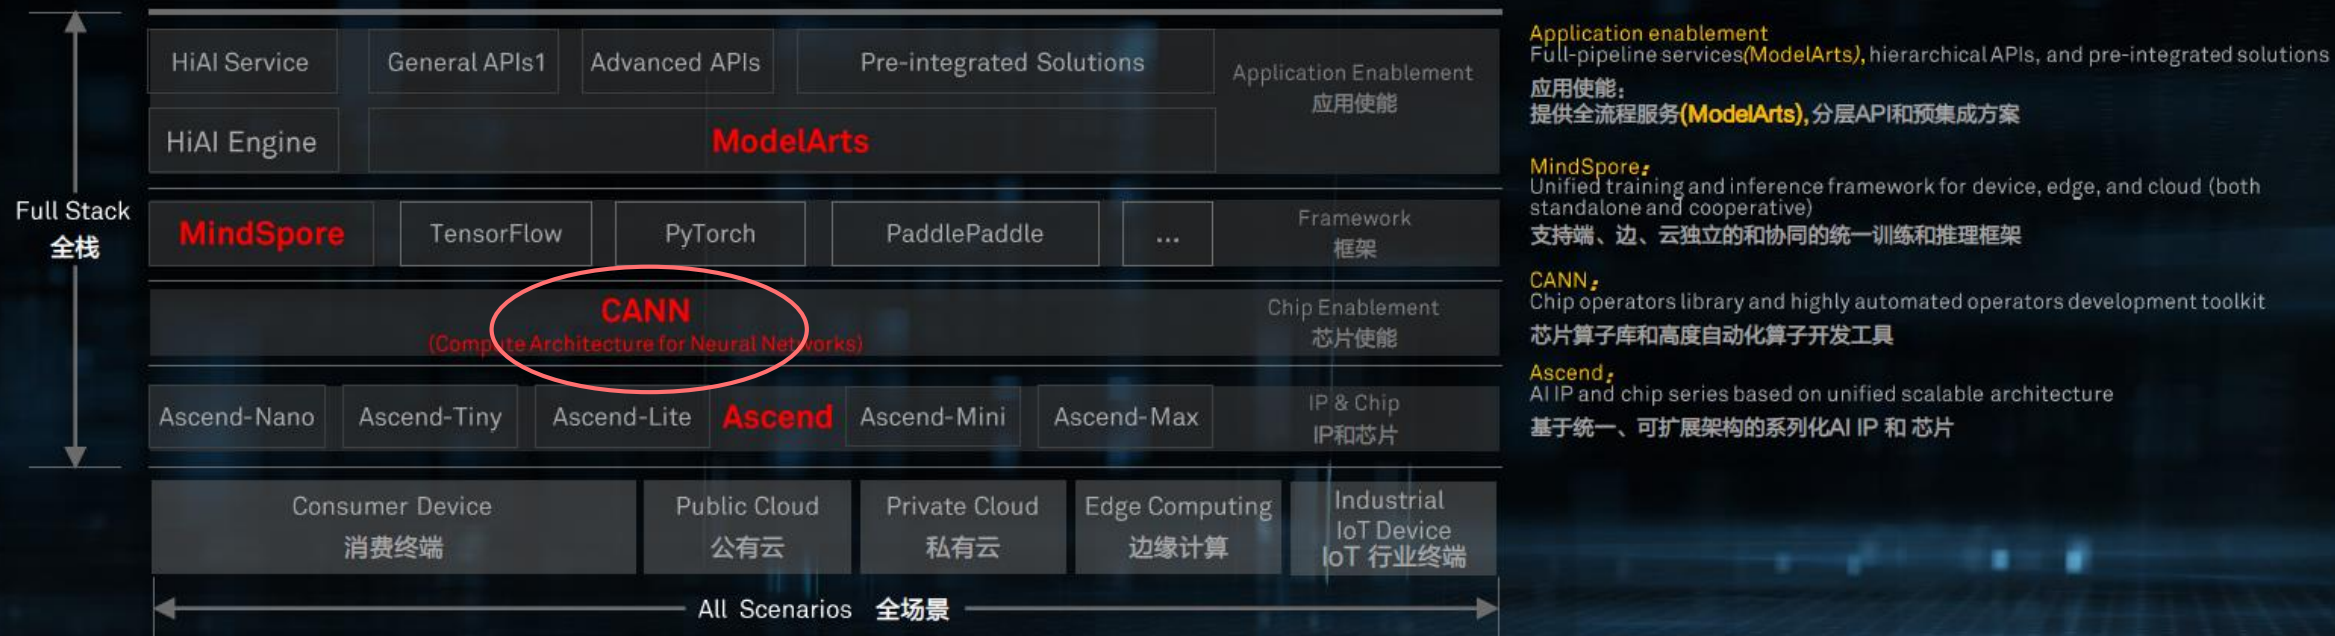 HiAI Service
General APIs1
Advanced APIs
Pre-integrated Solutions
Application Enablement
应用使能
HiAI Engine
ModelArts
Full Stack
全栈
MindSpore
TensorFlow
PyTorch
PaddlePaddle
...
Framework
框架
CANN
(Compute Architecture for Neural Networks)
Chip Enablement
芯片使能
Ascend-Nano
Ascend-Tiny
Ascend-Lite
Ascend
Ascend-Mini
Ascend-Max
IP & Chip
IP和芯片
Consumer Device
消费终端
Public Cloud
公有云
Private Cloud
私有云
Edge Computing
边缘计算
Industrial
IoT Device
IoT 行业终端
All Scenarios 全场景
Application enablement
Full-pipeline services(ModelArts), hierarchical APIs, and pre-integrated solutions
应用使能：
提供全流程服务(ModelArts), 分层API和预集成方案
MindSpore：
Unified training and inference framework for device, edge, and cloud (both
standalone and cooperative)
支持端、边、云独立的和协同的统一训练和推理框架
CANN：
Chip operators library and highly automated operators development toolkit
芯片算子库和高度自动化算子开发工具
Ascend：
AI IP and chip series based on unified scalable architecture
基于统一、可扩展架构的系列化AI IP 和 芯片